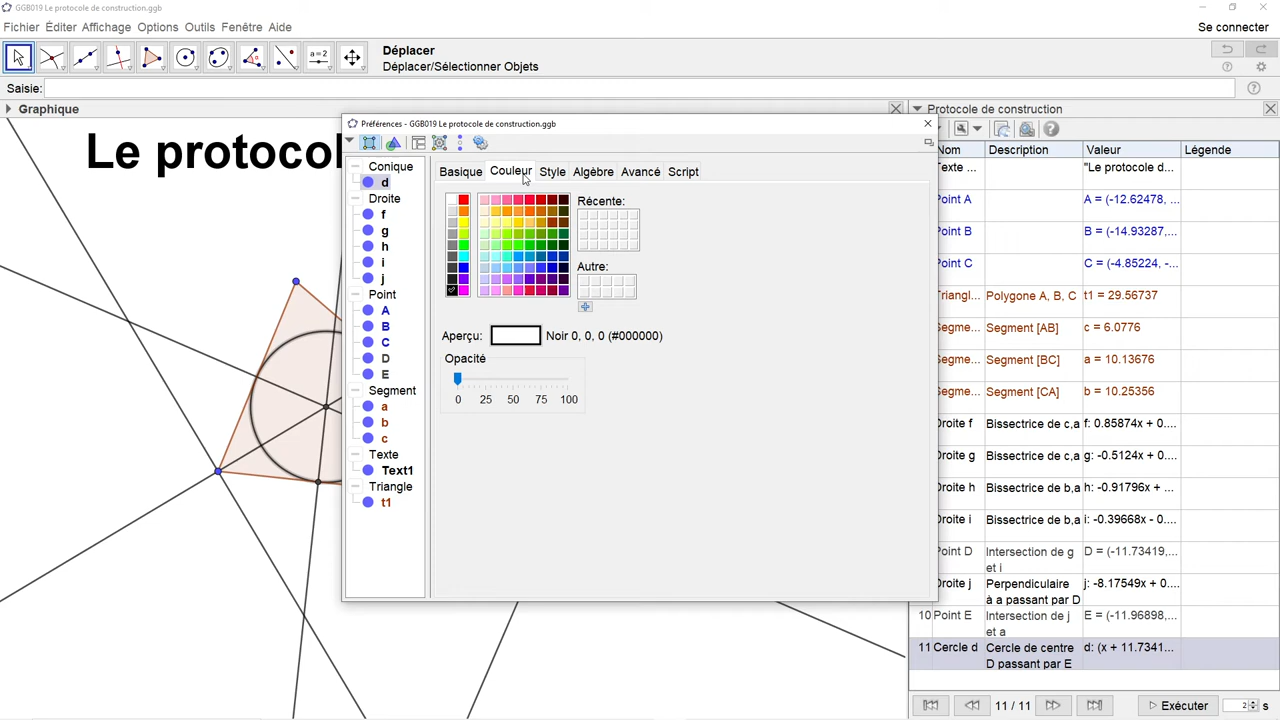 GGB019 Le protocole de construction.ggb
Fichier Éditer Affichage Options Outils Fenêtre Aide
Se connecter
a=2
Déplacer
Déplacer/Sélectionner Objets
Saisie:
Graphique
Protocole de construction
Le protocol
Préférences - GGB019 Le protocole de construction.ggb
Conique
d
Droite
f
g
h
i
j
Point
A
B
C
D
E
Segment
a
b
c
Texte
Text1
Triangle
t1
Basique Couleur Style Algèbre Avancé Script
Récente:
Autre:
Aperçu: Noir 0, 0, 0 (#000000)
Opacité
0 25 50 75 100
Nom Description Valeur Légende
Texte ... "Le protocole d...
Point A A = (-12.62478, ...
Point B B = (-14.93287, ...
Point C C = (-4.85224, -...
Triangl... Polygone A, B, C t1 = 29.56737
Segme... Segment [AB] c = 6.0776
Segme... Segment [BC] a = 10.13676
Segme... Segment [CA] b = 10.25356
Droite f Bissectrice de c,a f: 0.85874x + 0....
Droite g Bissectrice de c,a g: -0.5124x + 0....
Droite h Bissectrice de b,a h: -0.91796x + ...
Droite i Bissectrice de b,a i: -0.39668x - 0....
Point D Intersection de g D = (-11.73419,...
et i
Droite j Perpendiculaire j: -8.17549x + 0....
à a passant par D
10 Point E Intersection de j E = (-11.96898,...
et a
11 Cercle d Cercle de centre d: (x + 11.7341...
D passant par E
11 / 11 Exécuter 2 s